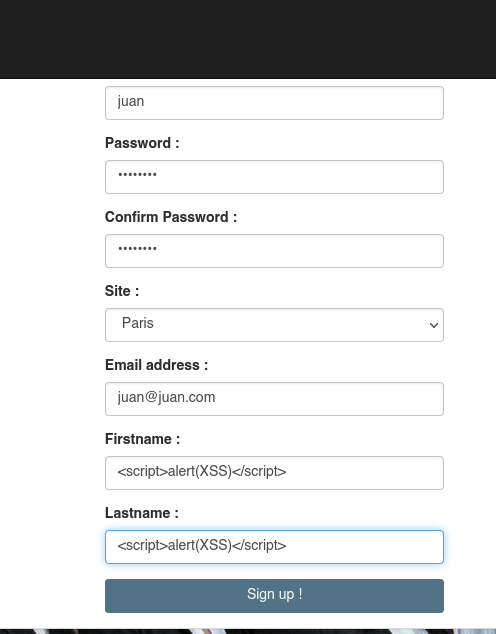 juan
Password :
••••••••
Confirm Password :
••••••••
Site :
Paris
Email address :
juan@juan.com
Firstname :
<script>alert(XSS)</script>
Lastname :
<script>alert(XSS)</script>
Sign up !